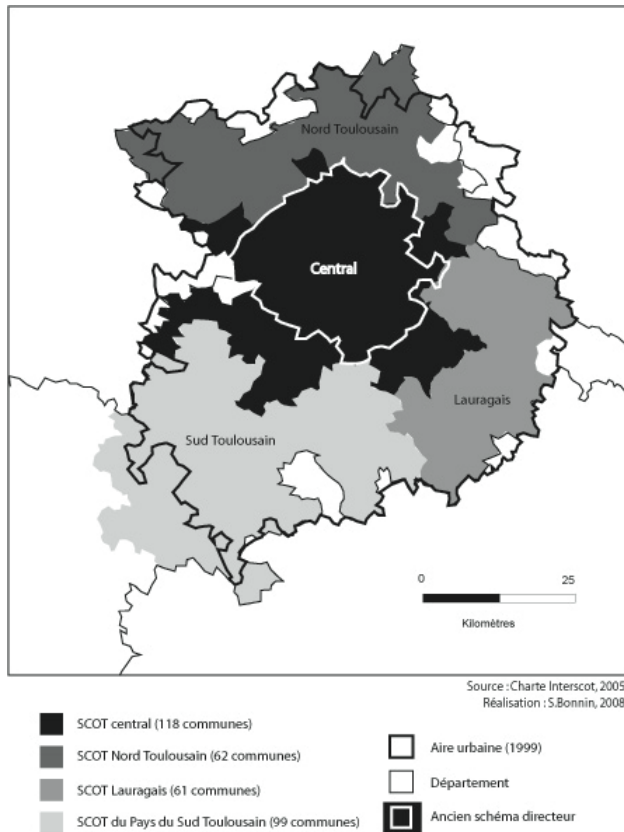 Nord Toulousain
Central
Lauragais
Sud Toulousain
0 25
Kilomètres
Source : Charte Interscot, 2005
Réalisation : S.Bonnin, 2008
SCOT central (118 communes)
SCOT Nord Toulousain (62 communes)
SCOT Lauragais (61 communes)
SCOT du Pays du Sud Toulousain (99 communes)
Aire urbaine (1999)
Département
Ancien schéma directeur